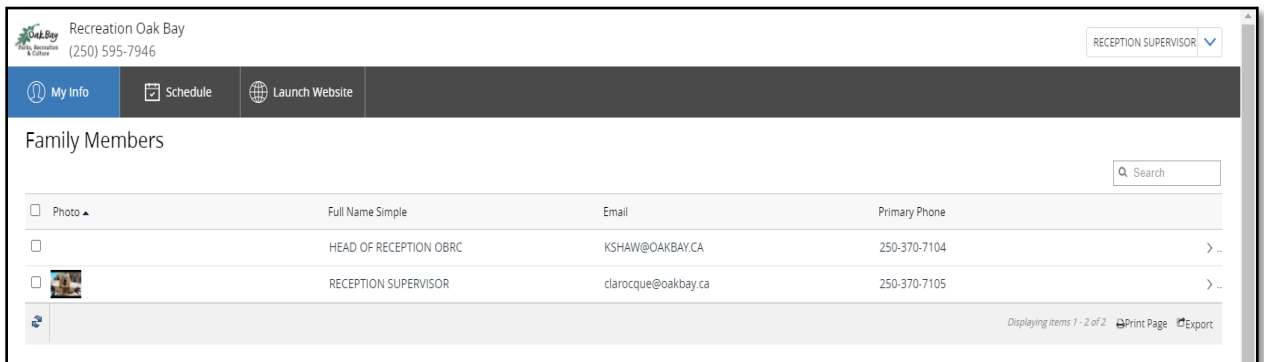 Oak Bay
Parks, Recreation
& Culture
Recreation Oak Bay
(250) 595-7946
RECEPTION SUPERVISOR
My Info
Schedule
Launch Website
Family Members
Search
Photo Full Name Simple Email Primary Phone
HEAD OF RECEPTION OBRC KSHAW@OAKBAY.CA 250-370-7104
RECEPTION SUPERVISOR clarocque@oakbay.ca 250-370-7105
Displaying items 1 - 2 of 2 Print Page Export